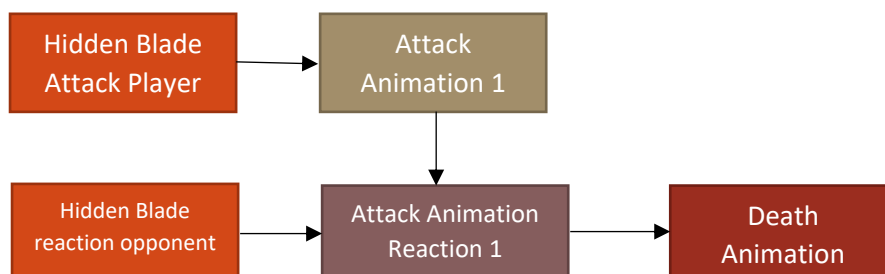 Hidden Blade
Attack Player
Attack
Animation 1
Hidden Blade
reaction opponent
Attack Animation
Reaction 1
Death
Animation